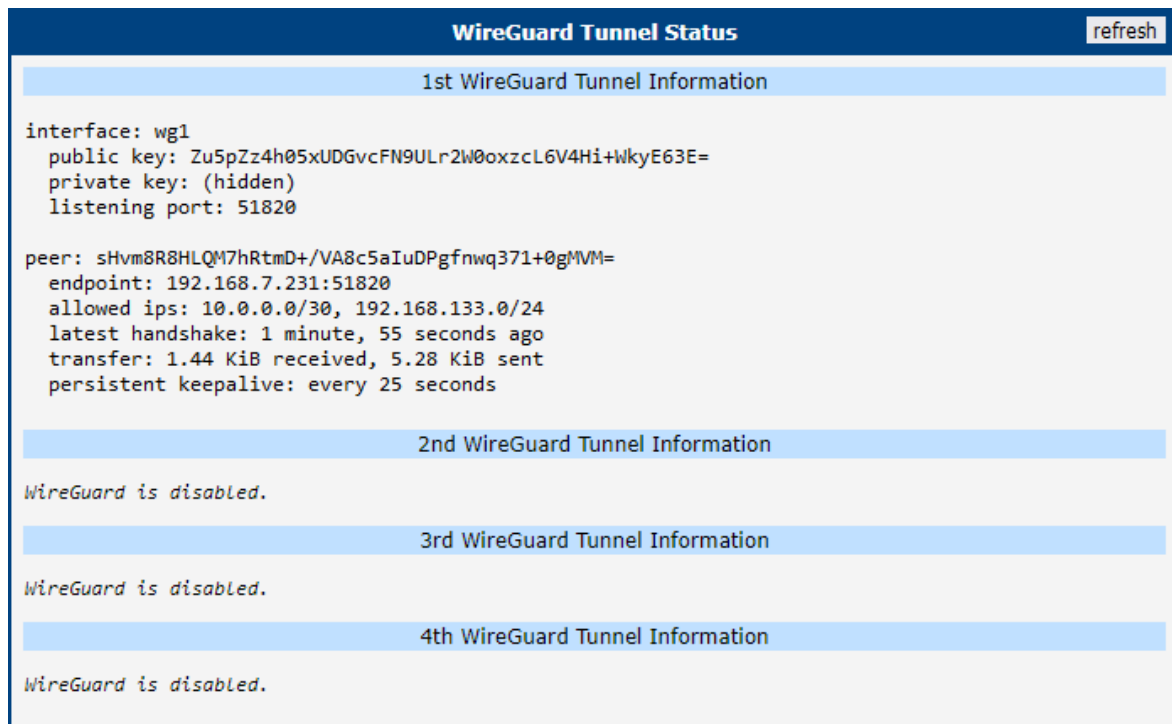 WireGuard Tunnel Status
refresh
1st WireGuard Tunnel Information
interface: wg1
public key: Zu5pZz4h05xUDGvcFN9ULr2W0oxzcL6V4Hi+WkyE63E=
private key: (hidden)
listening port: 51820
peer: sHvm8R8HLQM7hRtmD+/VA8c5aIuDPgfnwq371+0gMVM=
endpoint: 192.168.7.231:51820
allowed ips: 10.0.0.0/30, 192.168.133.0/24
latest handshake: 1 minute, 55 seconds ago
transfer: 1.44 KiB received, 5.28 KiB sent
persistent keepalive: every 25 seconds
2nd WireGuard Tunnel Information
WireGuard is disabled.
3rd WireGuard Tunnel Information
WireGuard is disabled.
4th WireGuard Tunnel Information
WireGuard is disabled.